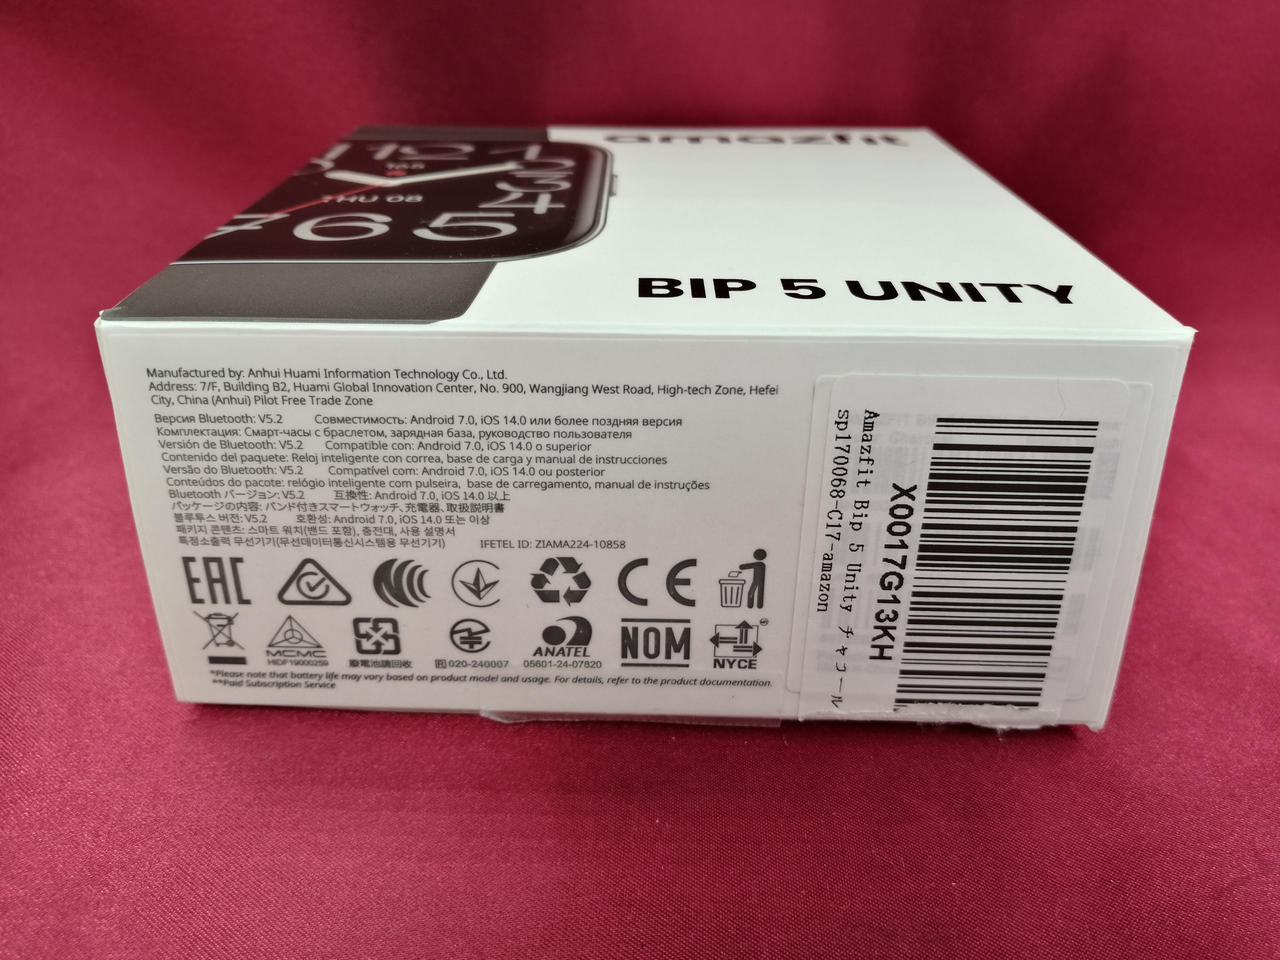 amazfit
12 1
THU 08
7 6 5
BIP 5 UNITY
Manufactured by: Anhui Huami Information Technology Co., Ltd.
Address: 7/F, Building B2, Huami Global Innovation Center, No. 900, Wangjiang West Road, High-tech Zone, Hefei
City, China (Anhui) Pilot Free Trade Zone
Версия Bluetooth: V5.2 Совместимость: Android 7.0, iOS 14.0 или более поздняя версия
Комплектация: Смарт-часы с браслетом, зарядная база, руководство пользователя
Versión de Bluetooth: V5.2 Compatible con: Android 7.0, iOS 14.0 o superior
Contenido del paquete: Reloj inteligente con correa, base de carga y manual de instrucciones
Versão do Bluetooth: V5.2 Compatível com: Android 7.0, iOS 14.0 ou posterior
Conteúdos do pacote: relógio inteligente com pulseira, base de carregamento, manual de instruções
Bluetooth バージョン: V5.2 互換性: Android 7.0, iOS 14.0 以上
パッケージの内容: バンド付きスマートウォッチ、充電器、取扱説明書
블루투스 버전: V5.2 호환성: Android 7.0, iOS 14.0 또는 이상
패키지 콘텐츠: 스마트 워치(밴드 포함), 충전대, 사용 설명서
특정소출력 무선기기(무선데이터통신시스템용 무선기기) IFETEL ID: ZIAMA224-10858
EAC CE
MCMC
HIDF19000259
廢電池請回收
R 020-240007
ANATEL
05601-24-07820
NOM
NYCE
*Please note that battery life may vary based on product model and usage. For details, refer to the product documentation.
**Paid Subscription Service
X0017G13KH
Amazfit Bip 5 Unity チャコール
sp170068-C17-amazon